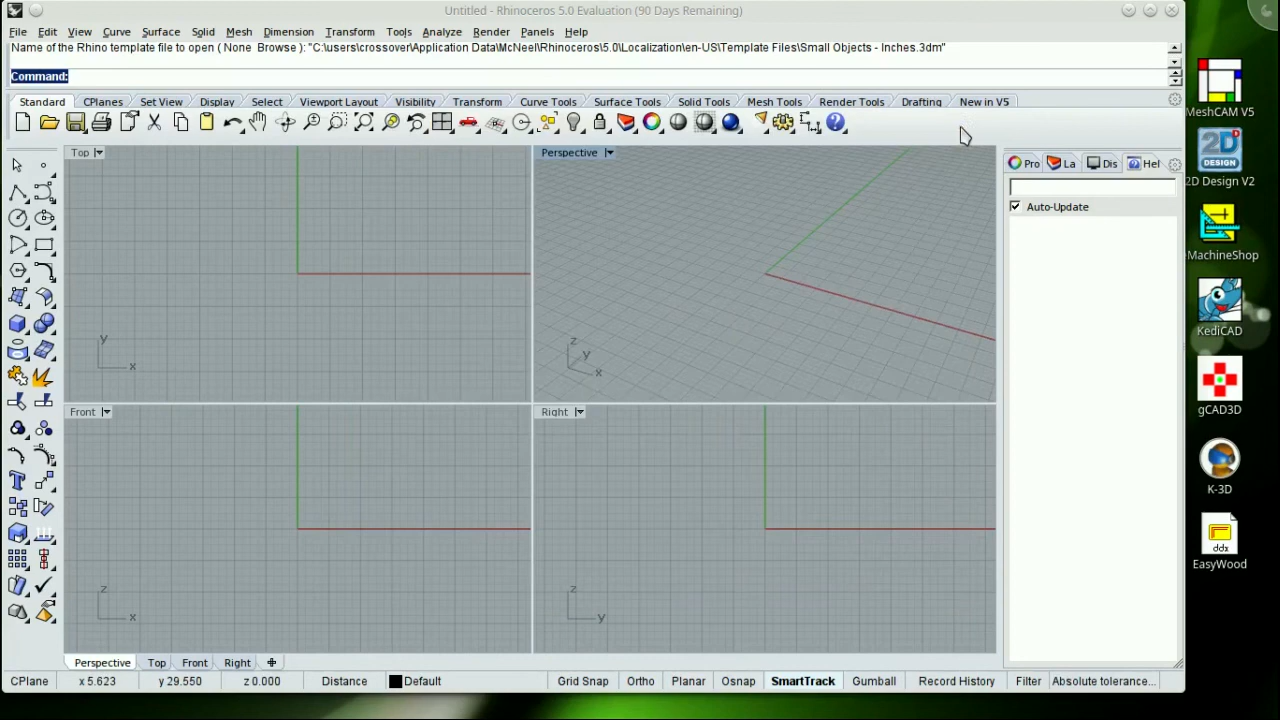 Untitled - Rhinoceros 5.0 Evaluation (90 Days Remaining)
File Edit View Curve Surface Solid Mesh Dimension Transform Tools Analyze Render Panels Help
Name of the Rhino template file to open ( None Browse ): "C:\users\crossover\Application Data\McNeel\Rhinoceros\5.0\Localization\en-US\Template Files\Small Objects - Inches.3dm"
Command:
Standard CPlanes Set View Display Select Viewport Layout Visibility Transform Curve Tools Surface Tools Solid Tools Mesh Tools Render Tools Drafting New in V5
Top
Perspective
Pro La Dis Hel
Auto-Update
y
x
z
y
x
Front
Right
z
x
z
y
Perspective Top Front Right
CPlane x 5.623 y 29.550 z 0.000 Distance Default Grid Snap Ortho Planar Osnap SmartTrack Gumball Record History Filter Absolute tolerance...
MeshCAM V5
2D
DESIGN
2D Design V2
eMachineShop
KediCAD
gCAD3D
K-3D
ddx
EasyWood